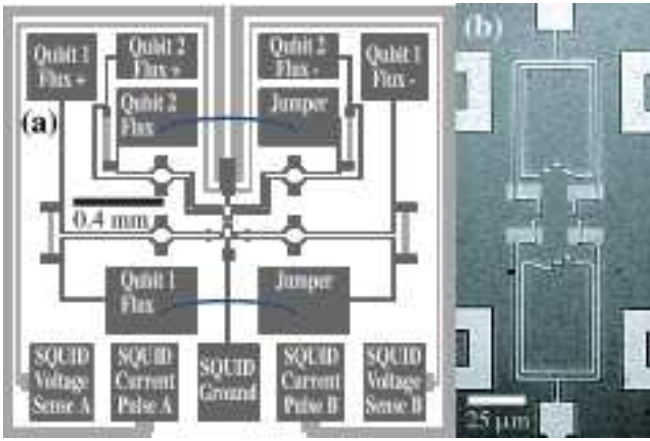 Qubit 1
Flux +
Qubit 2
Flux +
Qubit 2
Flux -
Qubit 1
Flux -
(a)
Qubit 2
Flux
Jumper
0.4 mm
Qubit 1
Flux
Jumper
SQUID
Voltage
Sense A
SQUID
Current
Pulse A
SQUID
Ground
SQUID
Current
Pulse B
SQUID
Voltage
Sense B
(b)
25 μm